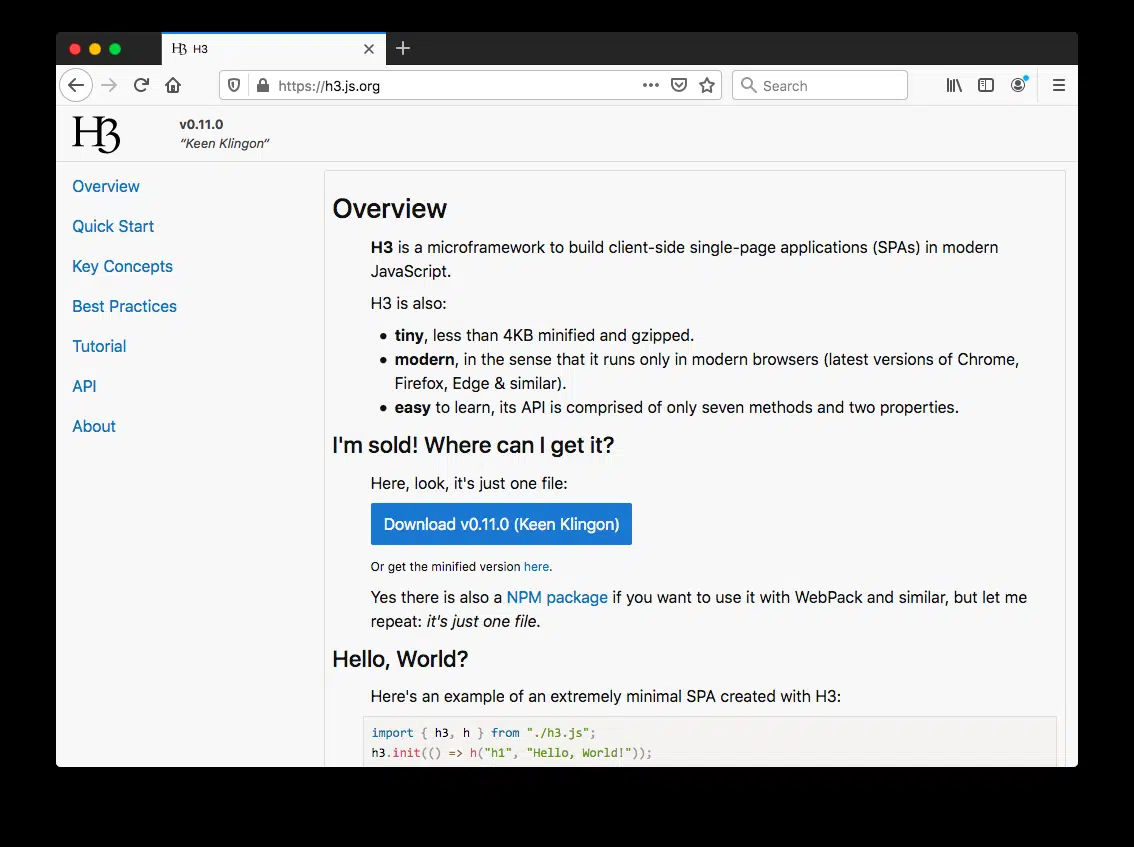 H3 H3
https://h3.js.org
Search
H3
v0.11.0
“Keen Klingon“
Overview
Quick Start
Key Concepts
Best Practices
Tutorial
API
About
Overview
H3 is a microframework to build client-side single-page applications (SPAs) in modern
JavaScript.
H3 is also:
• tiny, less than 4KB minified and gzipped.
• modern, in the sense that it runs only in modern browsers (latest versions of Chrome,
Firefox, Edge & similar).
• easy to learn, its API is comprised of only seven methods and two properties.
I'm sold! Where can I get it?
Here, look, it's just one file:
Download v0.11.0 (Keen Klingon)
Or get the minified version here.
Yes there is also a NPM package if you want to use it with WebPack and similar, but let me
repeat: it's just one file.
Hello, World?
Here's an example of an extremely minimal SPA created with H3:
import { h3, h } from "./h3.js";
h3.init(() => h("h1", "Hello, World!"));